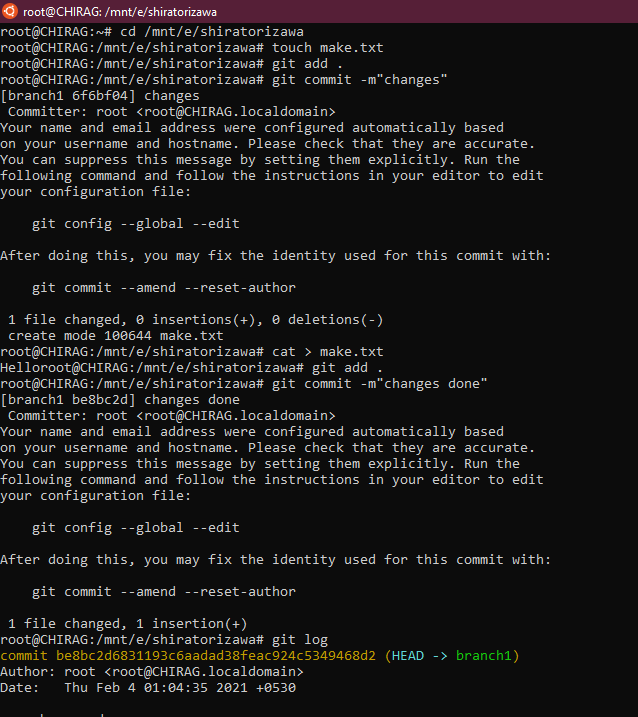 root@CHIRAG: /mnt/e/shiratorizawa
root@CHIRAG:~# cd /mnt/e/shiratorizawa
root@CHIRAG:/mnt/e/shiratorizawa# touch make.txt
root@CHIRAG:/mnt/e/shiratorizawa# git add .
root@CHIRAG:/mnt/e/shiratorizawa# git commit -m"changes"
[branch1 6f6bf04] changes
 Committer: root <root@CHIRAG.localdomain>
Your name and email address were configured automatically based
on your username and hostname. Please check that they are accurate.
You can suppress this message by setting them explicitly. Run the
following command and follow the instructions in your editor to edit
your configuration file:
    git config --global --edit
After doing this, you may fix the identity used for this commit with:
    git commit --amend --reset-author
 1 file changed, 0 insertions(+), 0 deletions(-)
 create mode 100644 make.txt
root@CHIRAG:/mnt/e/shiratorizawa# cat > make.txt
Helloroot@CHIRAG:/mnt/e/shiratorizawa# git add .
root@CHIRAG:/mnt/e/shiratorizawa# git commit -m"changes done"
[branch1 be8bc2d] changes done
 Committer: root <root@CHIRAG.localdomain>
Your name and email address were configured automatically based
on your username and hostname. Please check that they are accurate.
You can suppress this message by setting them explicitly. Run the
following command and follow the instructions in your editor to edit
your configuration file:
    git config --global --edit
After doing this, you may fix the identity used for this commit with:
    git commit --amend --reset-author
 1 file changed, 1 insertion(+)
root@CHIRAG:/mnt/e/shiratorizawa# git log
commit be8bc2d6831193c6aadad38feac924c5349468d2 (HEAD -> branch1)
Author: root <root@CHIRAG.localdomain>
Date:   Thu Feb 4 01:04:35 2021 +0530